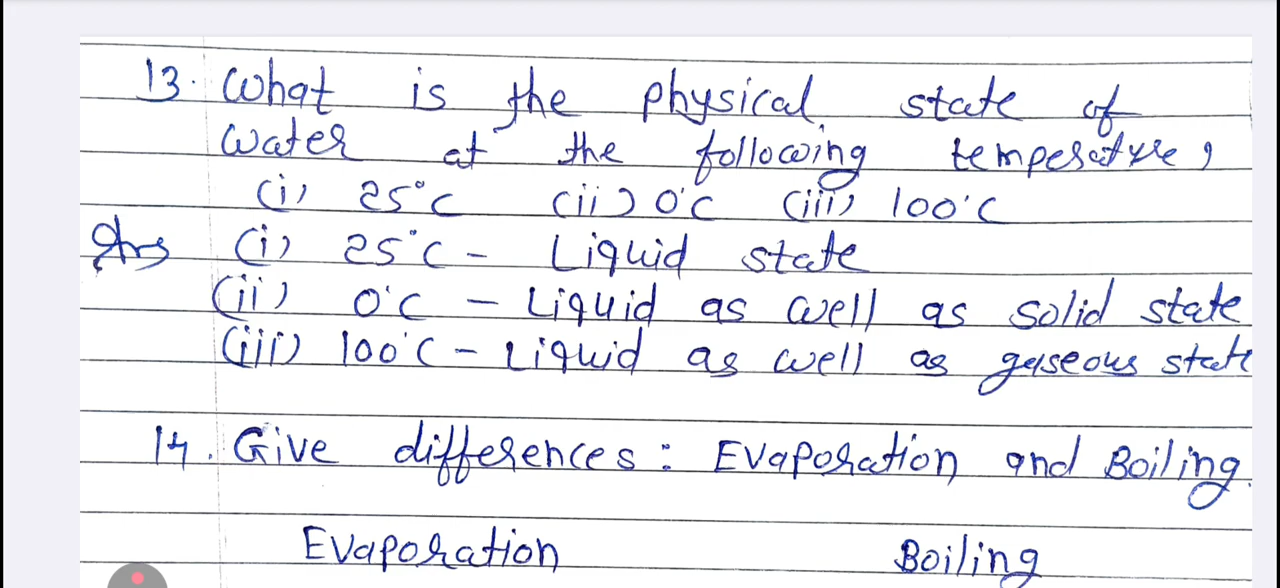 13. What is the physical state of
water at the following temperature,
(i) 25°C (ii) 0°C (iii) 100°C
Ans (i) 25°C - Liquid state
(ii) 0°C - Liquid as well as solid state
(iii) 100°C - Liquid as well as gaseous state
14. Give differences: Evaporation and Boiling.
Evaporation Boiling